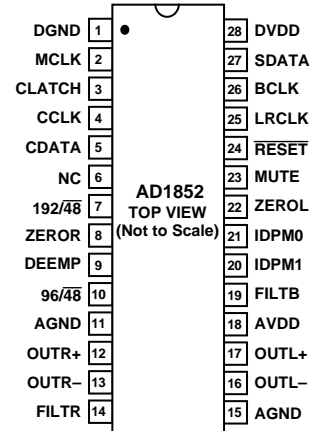 DGND 1
MCLK 2
CLATCH 3
CCLK 4
CDATA 5
NC 6
192/48 7
ZEROR 8
DEEMP 9
96/48 10
AGND 11
OUTR+ 12
OUTR– 13
FILTR 14
AD1852
TOP VIEW
(Not to Scale)
28 DVDD
27 SDATA
26 BCLK
25 LRCLK
24 RESET
23 MUTE
22 ZEROL
21 IDPM0
20 IDPM1
19 FILTB
18 AVDD
17 OUTL+
16 OUTL–
15 AGND